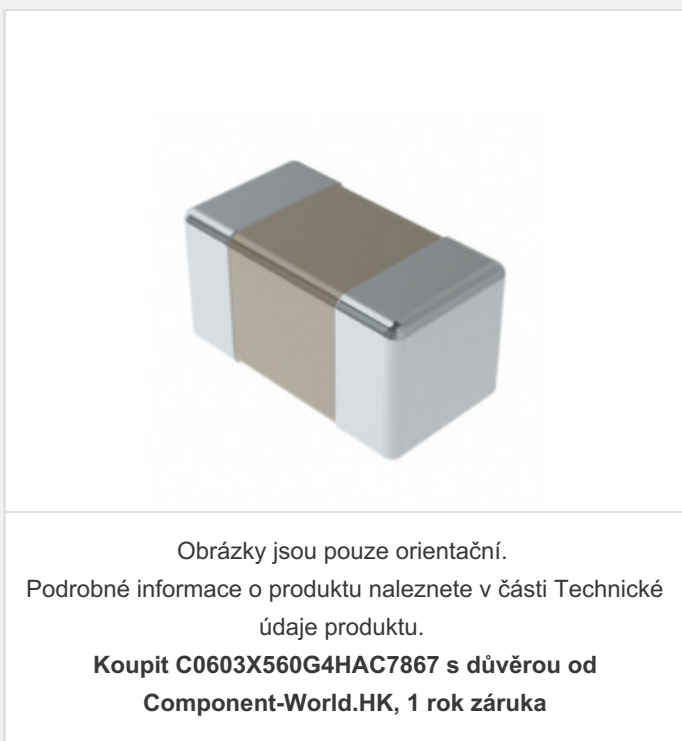 Obrázky jsou pouze orientační.
Podrobné informace o produktu naleznete v části Technické
údaje produktu.
Koupit C0603X560G4HAC7867 s důvěrou od
Component-World.HK, 1 rok záruka